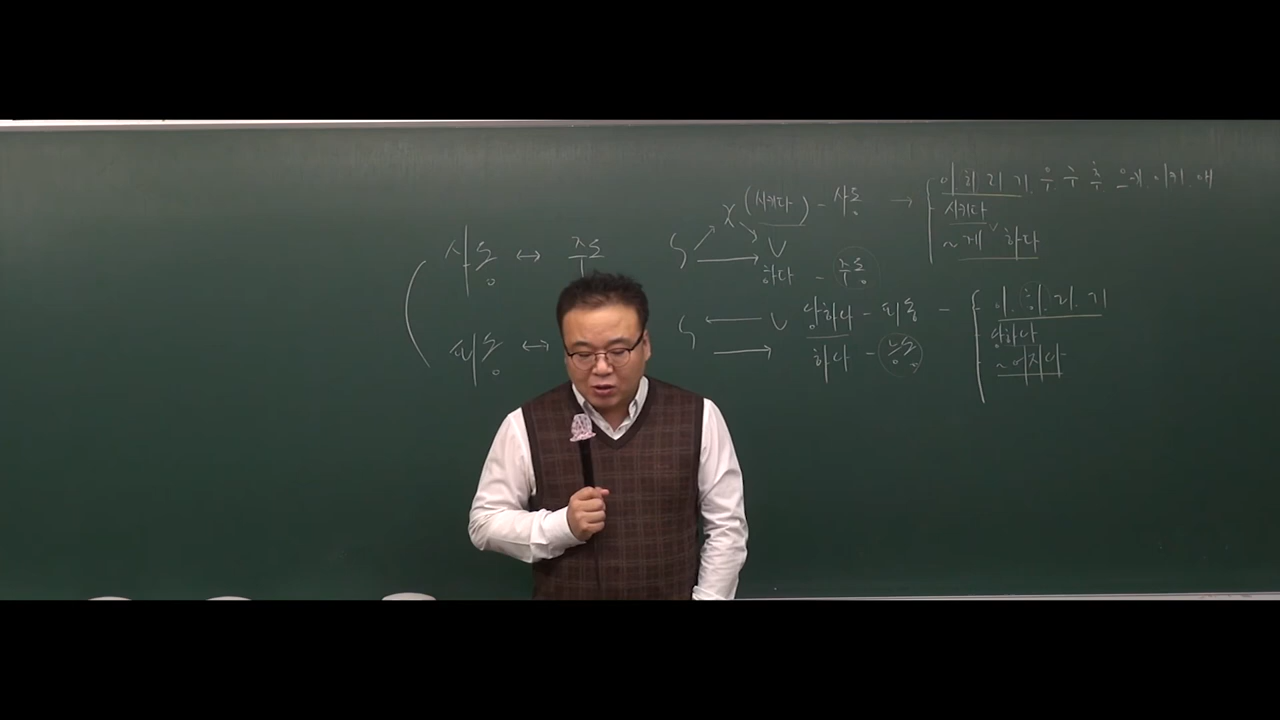 사동 ↔ 주동
S → X (시키다) - 사동 → 이 히 리 기 우 구 추 으키 이키 애
V
시키다
~게 ∨ 하다
하다 - 주동
피동 ↔
S ← V 당하다 - 피동 - 이. 히. 리. 기
→ 하다 - 능동
당하다
~어지다